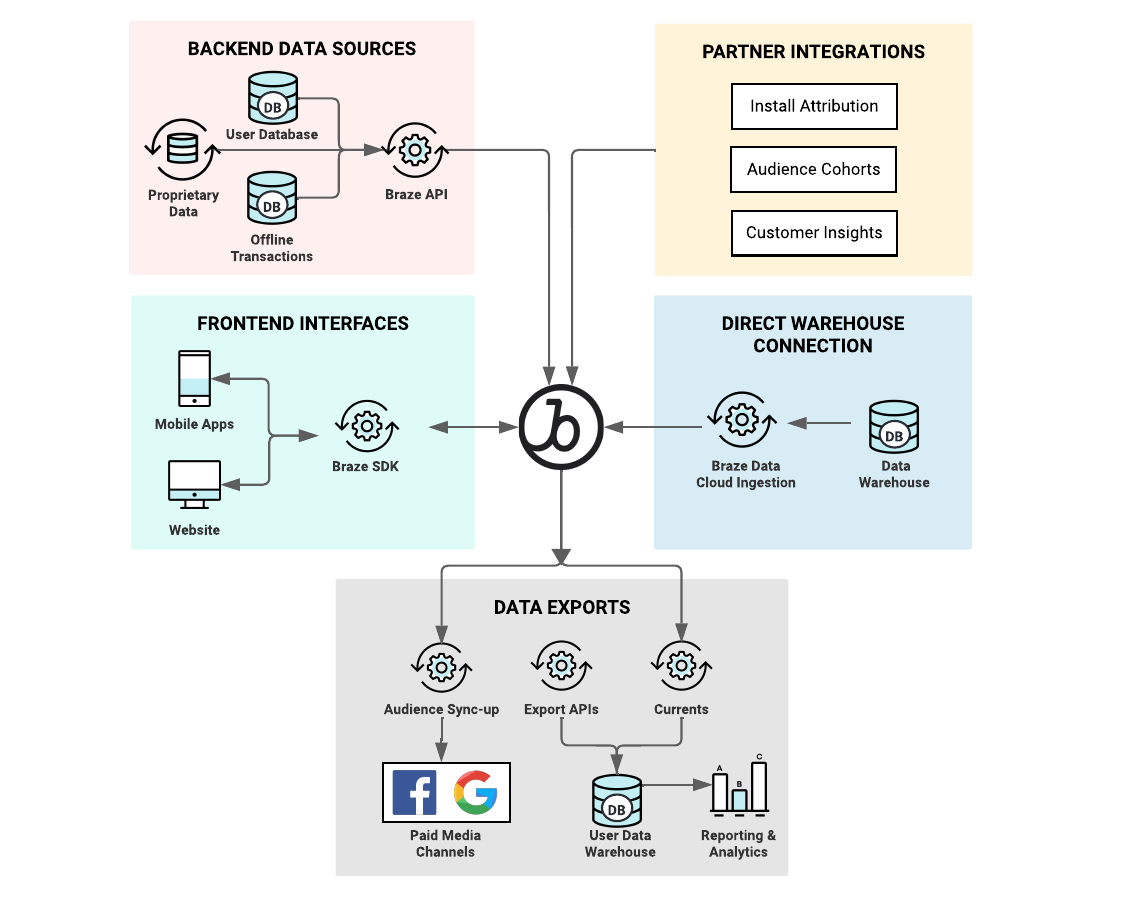 BACKEND DATA SOURCES
DB
User Database
Proprietary
Data
DB
Offline
Transactions
Braze API
PARTNER INTEGRATIONS
Install Attribution
Audience Cohorts
Customer Insights
FRONTEND INTERFACES
Mobile Apps
Website
Braze SDK
b
DIRECT WAREHOUSE
CONNECTION
Braze Data
Cloud Ingestion
DB
Data
Warehouse
DATA EXPORTS
Audience Sync-up
Export APIs
Currents
f
G
Paid Media
Channels
DB
User Data
Warehouse
A
B
C
Reporting &
Analytics